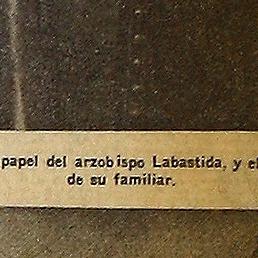 papel del arzobispo Labastida, y el
de su familiar.